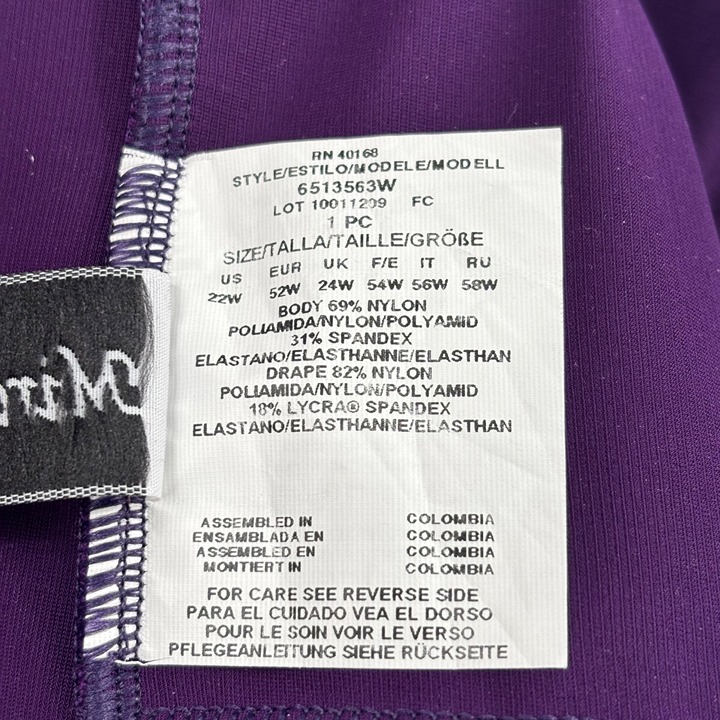 RN 40168
STYLE/ESTILO/MODELE/MODELL
6513563W
LOT 10011209 FC
1 PC
SIZE/TALLA/TAILLE/GRÖßE
US EUR UK F/E IT RU
22W 52W 24W 54W 56W 58W
BODY 69% NYLON
POLIAMIDA/NYLON/POLYAMID
31% SPANDEX
ELASTANO/ELASTHANNE/ELASTHAN
DRAPE 82% NYLON
POLIAMIDA/NYLON/POLYAMID
18% LYCRA® SPANDEX
ELASTANO/ELASTHANNE/ELASTHAN
ASSEMBLED IN COLOMBIA
ENSAMBLADA EN COLOMBIA
ASSEMBLED EN COLOMBIA
MONTIERT IN COLOMBIA
FOR CARE SEE REVERSE SIDE
PARA EL CUIDADO VEA EL DORSO
POUR LE SOIN VOIR LE VERSO
PFLEGEANLEITUNG SIEHE RÜCKSEITE